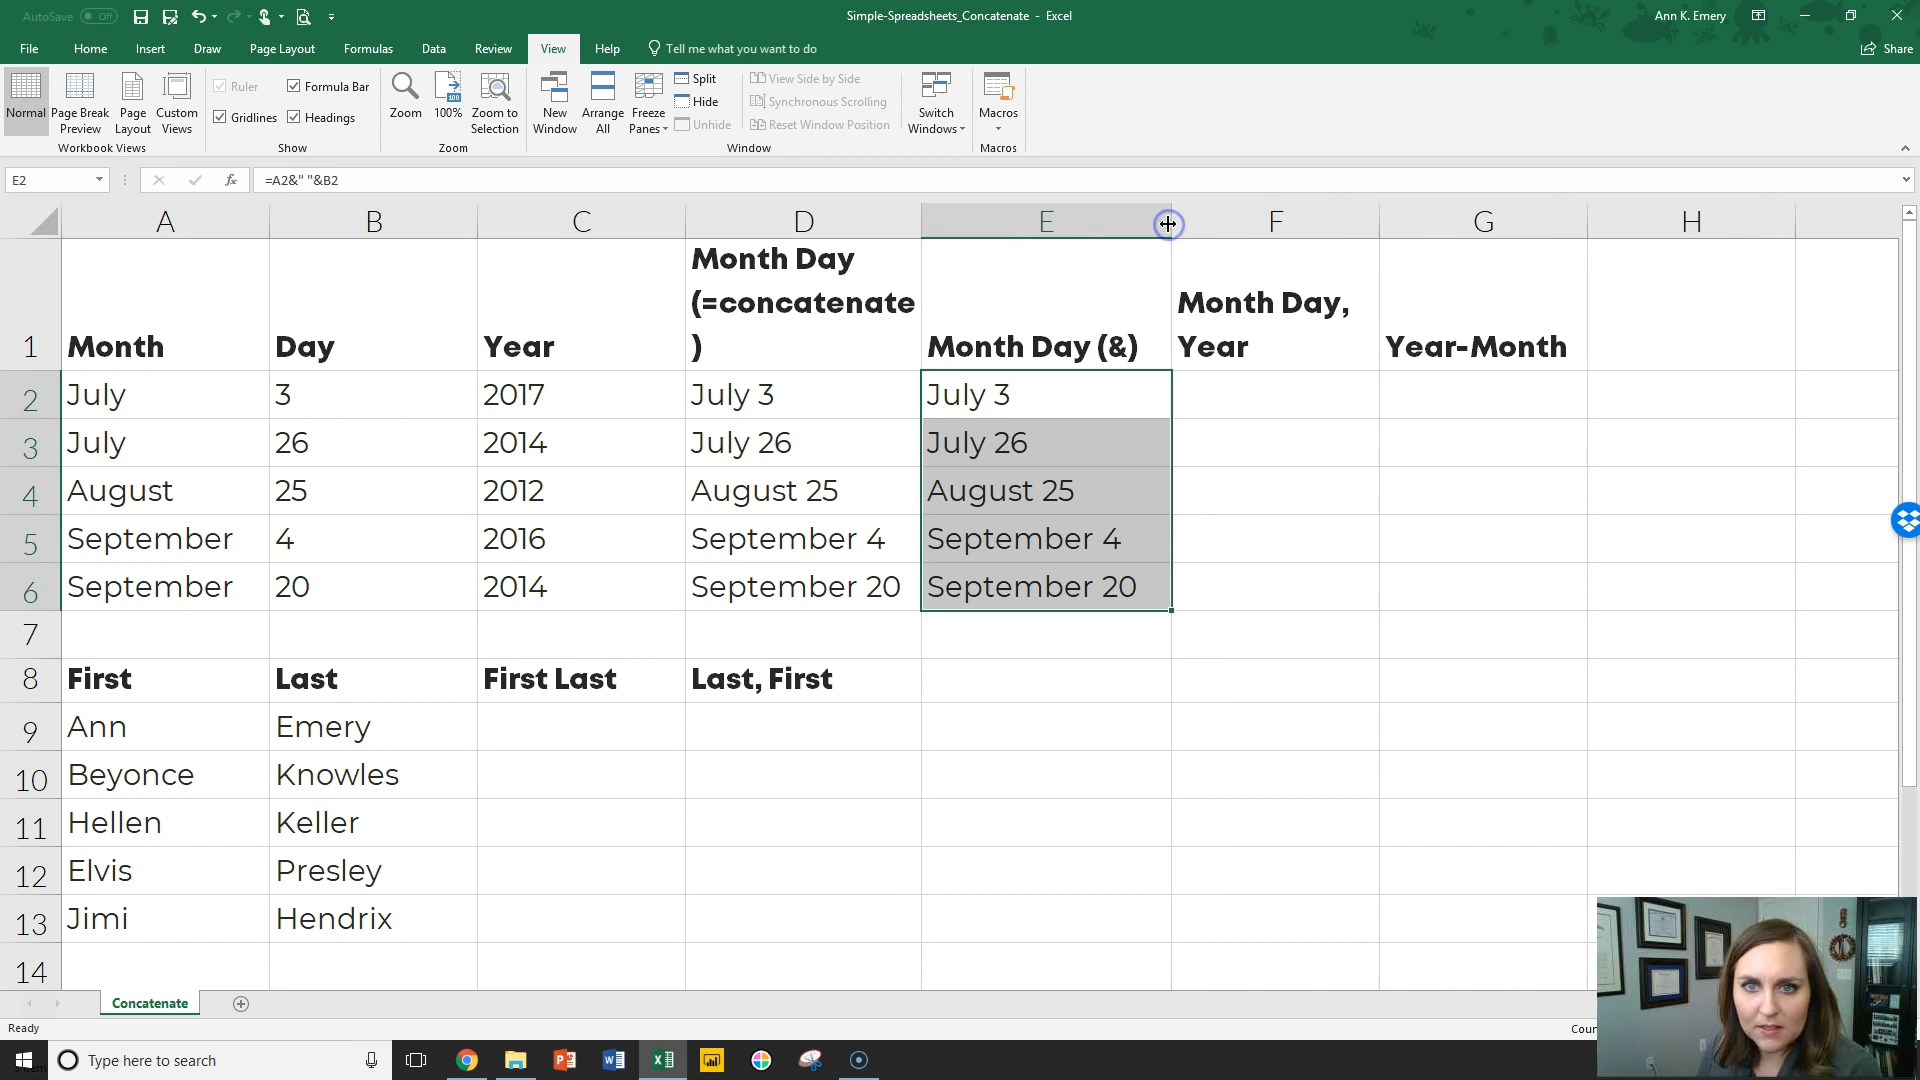 AutoSave Off
Simple-Spreadsheets_Concatenate - Excel
Ann K. Emery
File Home Insert Draw Page Layout Formulas Data Review View Help Tell me what you want to do Share
Normal
Page Break Preview
Page Layout
Custom Views
Workbook Views
Ruler
Formula Bar
Gridlines
Headings
Show
Zoom
100%
Zoom to Selection
Zoom
New Window
Arrange All
Freeze Panes
Split
Hide
Unhide
View Side by Side
Synchronous Scrolling
Reset Window Position
Window
Switch Windows
Macros
Macros
E2 fx =A2&" "&B2
A B C D E F G H
1 Month Day Year Month Day (=concatenate) Month Day (&) Month Day, Year Year-Month
2 July 3 2017 July 3 July 3
3 July 26 2014 July 26 July 26
4 August 25 2012 August 25 August 25
5 September 4 2016 September 4 September 4
6 September 20 2014 September 20 September 20
7
8 First Last First Last Last, First
9 Ann Emery
10 Beyonce Knowles
11 Hellen Keller
12 Elvis Presley
13 Jimi Hendrix
14
Concatenate
Ready
Coun
Type here to search